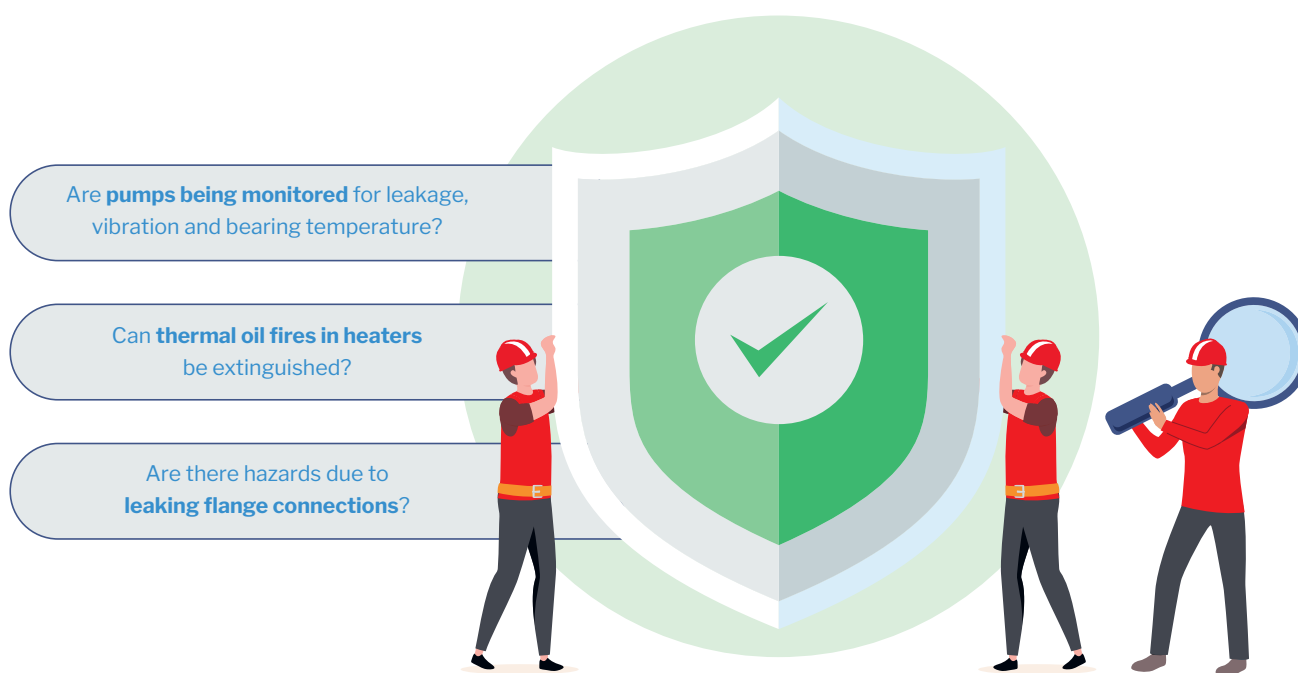 Are pumps being monitored for leakage,
vibration and bearing temperature?
Can thermal oil fires in heaters
be extinguished?
Are there hazards due to
leaking flange connections?